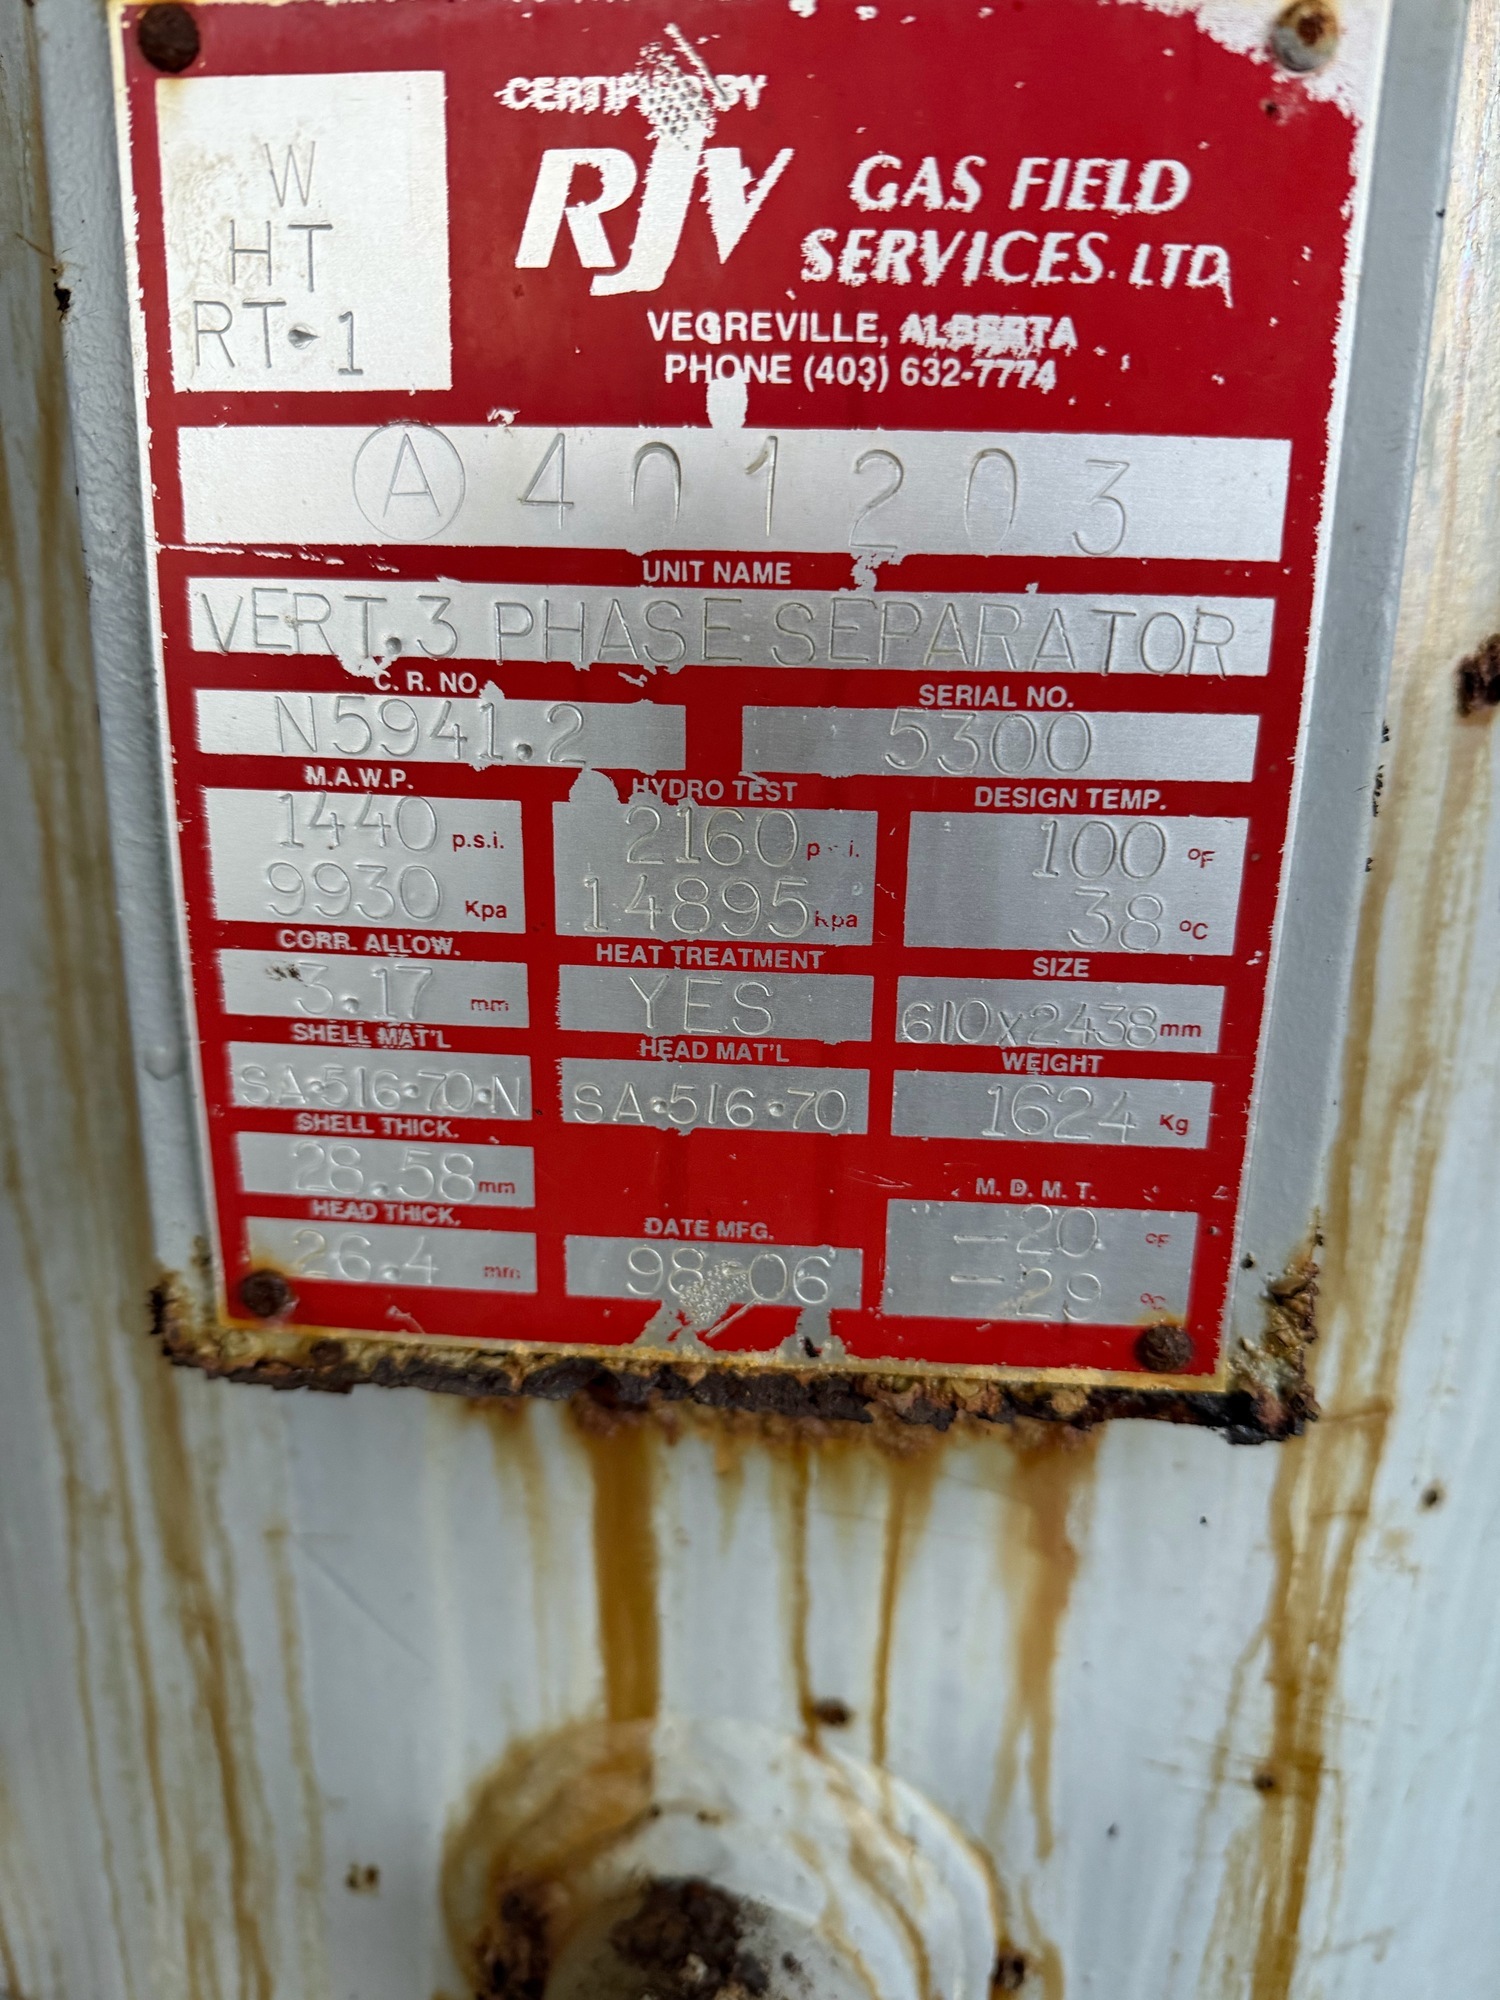 W
HT
RT-1
CERTIFIED BY
RJV GAS FIELD
SERVICES LTD.
VEGREVILLE, ALBERTA
PHONE (403) 632-7774
A 401203
UNIT NAME
VERT. 3 PHASE SEPARATOR
C. R. NO. SERIAL NO.
N5941.2 5300
M.A.W.P. HYDRO TEST DESIGN TEMP.
1440 p.s.i. 2160 p.s.i. 100 °F
9930 Kpa 14895 Kpa 38 °C
CORR. ALLOW. HEAT TREATMENT SIZE
3.17 mm YES 610x2438 mm
SHELL MAT'L HEAD MAT'L WEIGHT
SA-516-70-N SA-516-70 1624 Kg
SHELL THICK. M. D. M. T.
28.58 mm -20 °F
HEAD THICK. DATE MFG.
26.4 mm 98-06 -29 °C